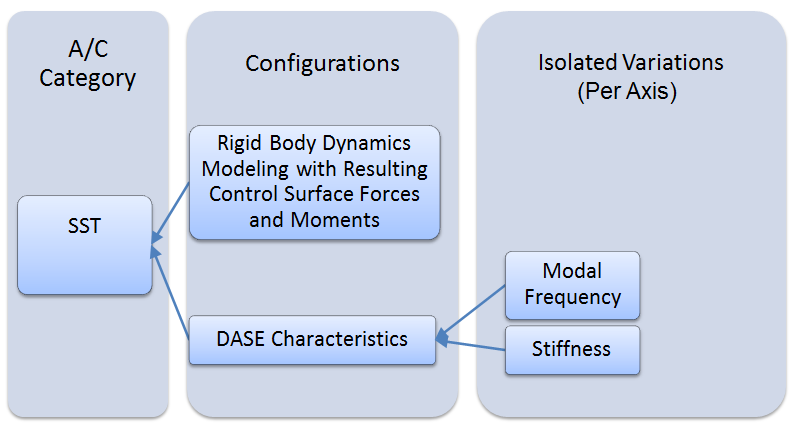 A/C
Category
Configurations
Isolated Variations
(Per Axis)
SST
Rigid Body Dynamics
Modeling with Resulting
Control Surface Forces
and Moments
DASE Characteristics
Modal
Frequency
Stiffness